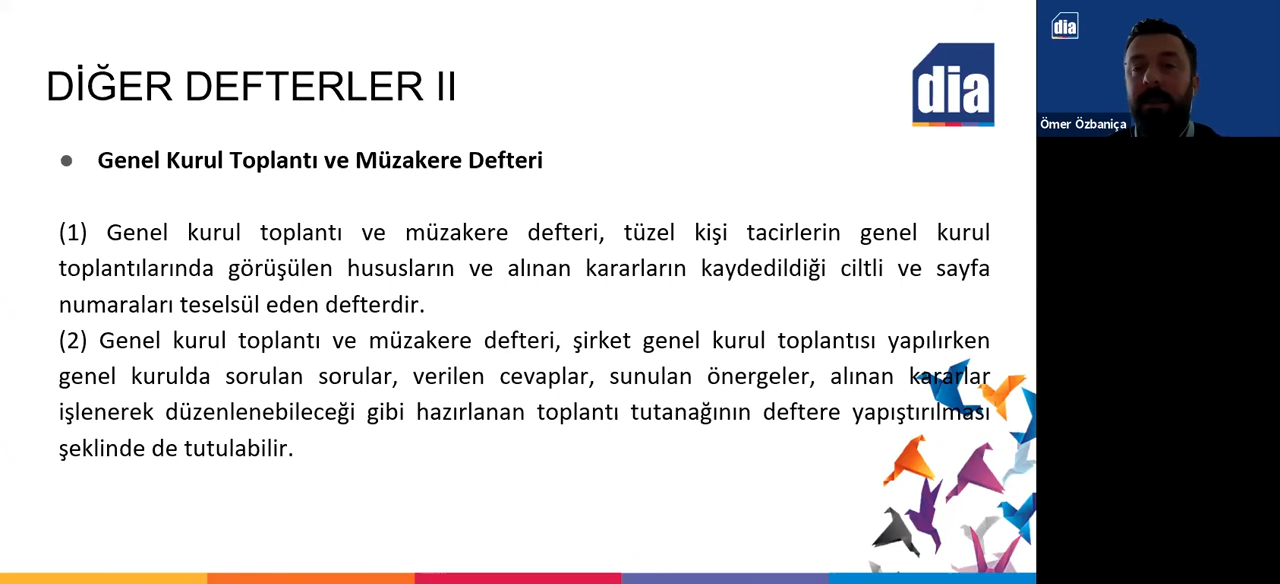 DİĞER DEFTERLER II
dia
dia
Ömer Özbaniça
● Genel Kurul Toplantı ve Müzakere Defteri
(1) Genel kurul toplantı ve müzakere defteri, tüzel kişi tacirlerin genel kurul
toplantılarında görüşülen hususların ve alınan kararların kaydedildiği ciltli ve sayfa
numaraları teselsül eden defterdir.
(2) Genel kurul toplantı ve müzakere defteri, şirket genel kurul toplantısı yapılırken
genel kurulda sorulan sorular, verilen cevaplar, sunulan önergeler, alınan kararlar
işlenerek düzenlenebileceği gibi hazırlanan toplantı tutanağının deftere yapıştırılması
şeklinde de tutulabilir.